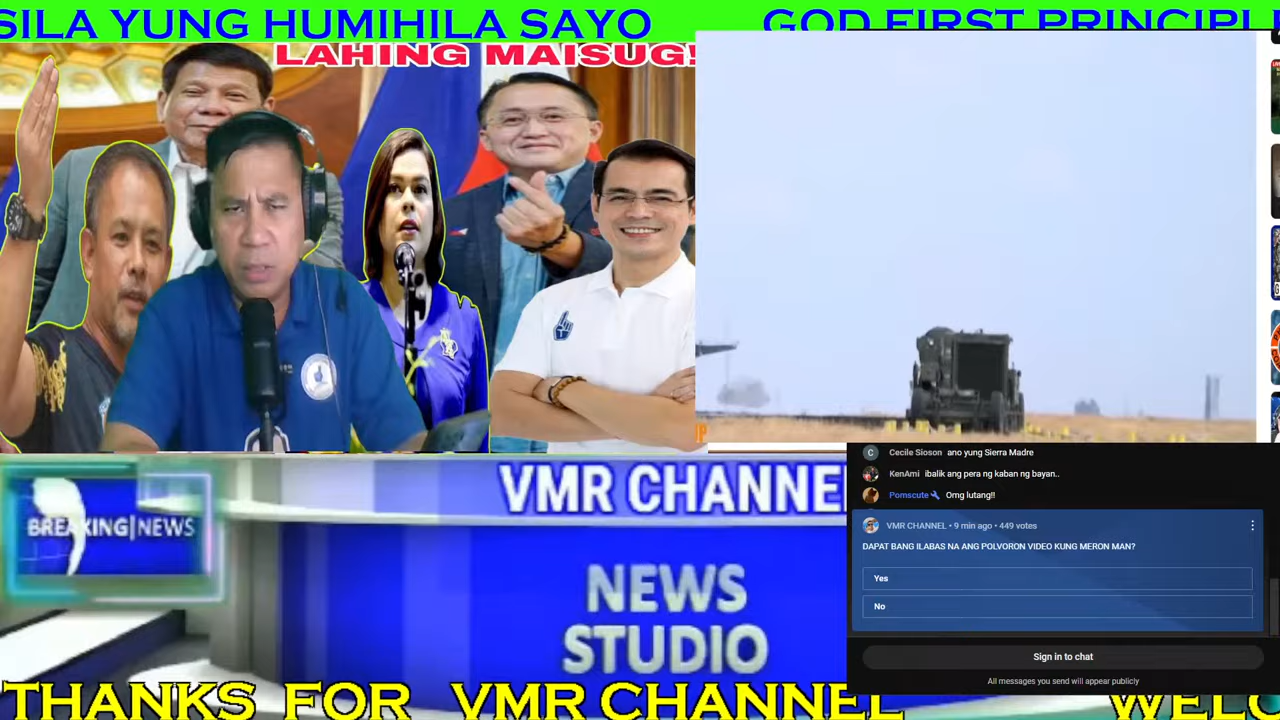 SILA YUNG HUMIHILA SAYO
GOD FIRST PRINCIPL
LAHING MAISUG!
VMR CHANNE
BREAKING|NEWS
NEWS
STUDIO
Cecile Sioson ano yung Sierra Madre
KenAmi ibalik ang pera ng kaban ng bayan..
Pomscute Omg lutang!!
VMR CHANNEL • 9 min ago • 449 votes
DAPAT BANG ILABAS NA ANG POLVORON VIDEO KUNG MERON MAN?
Yes
No
Sign in to chat
All messages you send will appear publicly
THANKS FOR VMR CHANNEL
WELC